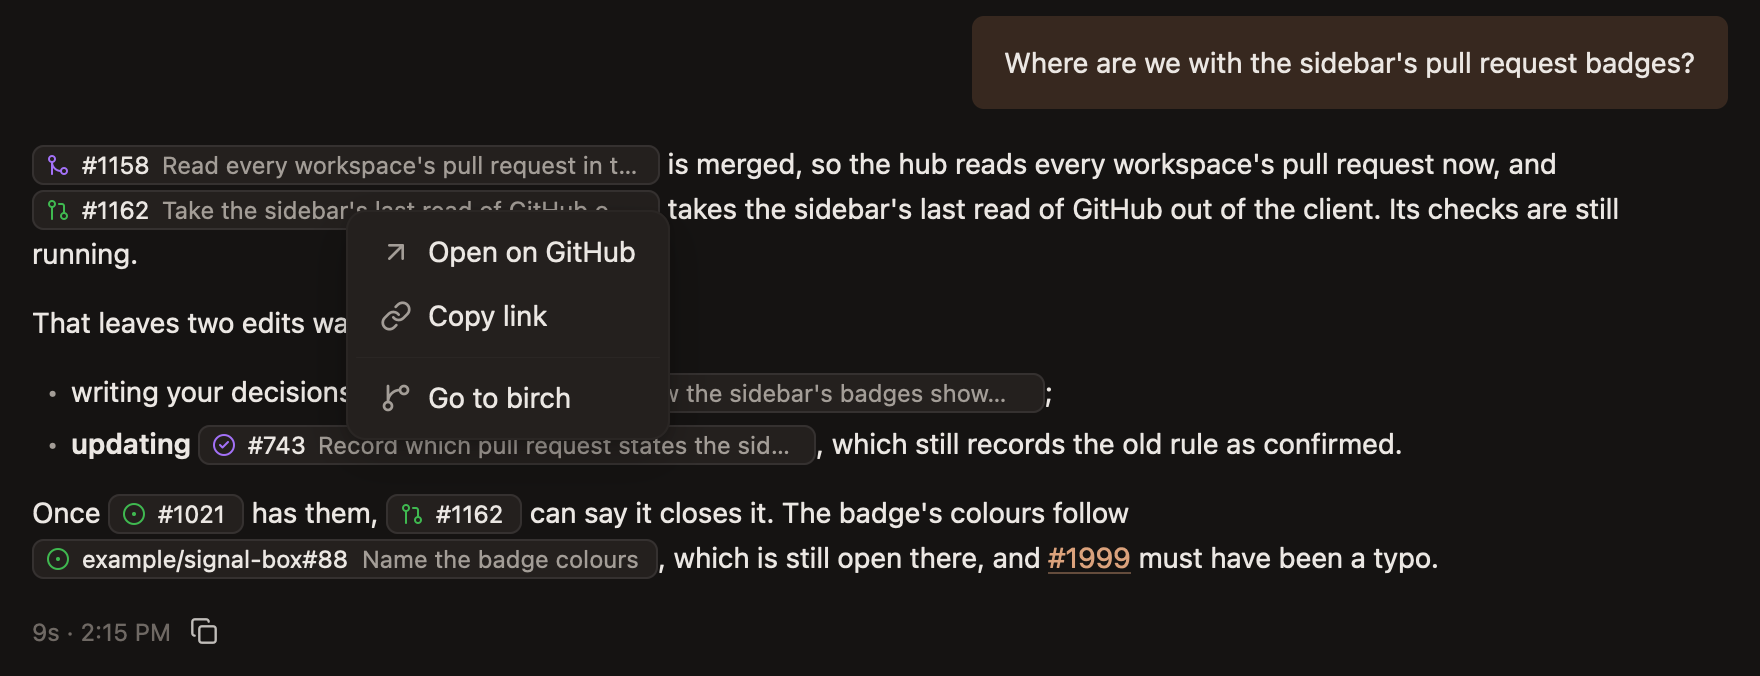 Where are we with the sidebar's pull request badges?
#1158 Read every workspace's pull request in t... is merged, so the hub reads every workspace's pull request now, and
#1162 Take the sidebar's last read of GitHub takes the sidebar's last read of GitHub out of the client. Its checks are still
running.
Open on GitHub
Copy link
Go to birch
That leaves two edits
• writing your decisions the sidebar's badges show... ;
• updating #743 Record which pull request states the sid... , which still records the old rule as confirmed.
Once #1021 has them, #1162 can say it closes it. The badge's colours follow
example/signal-box#88 Name the badge colours , which is still open there, and #1999 must have been a typo.
9s · 2:15 PM